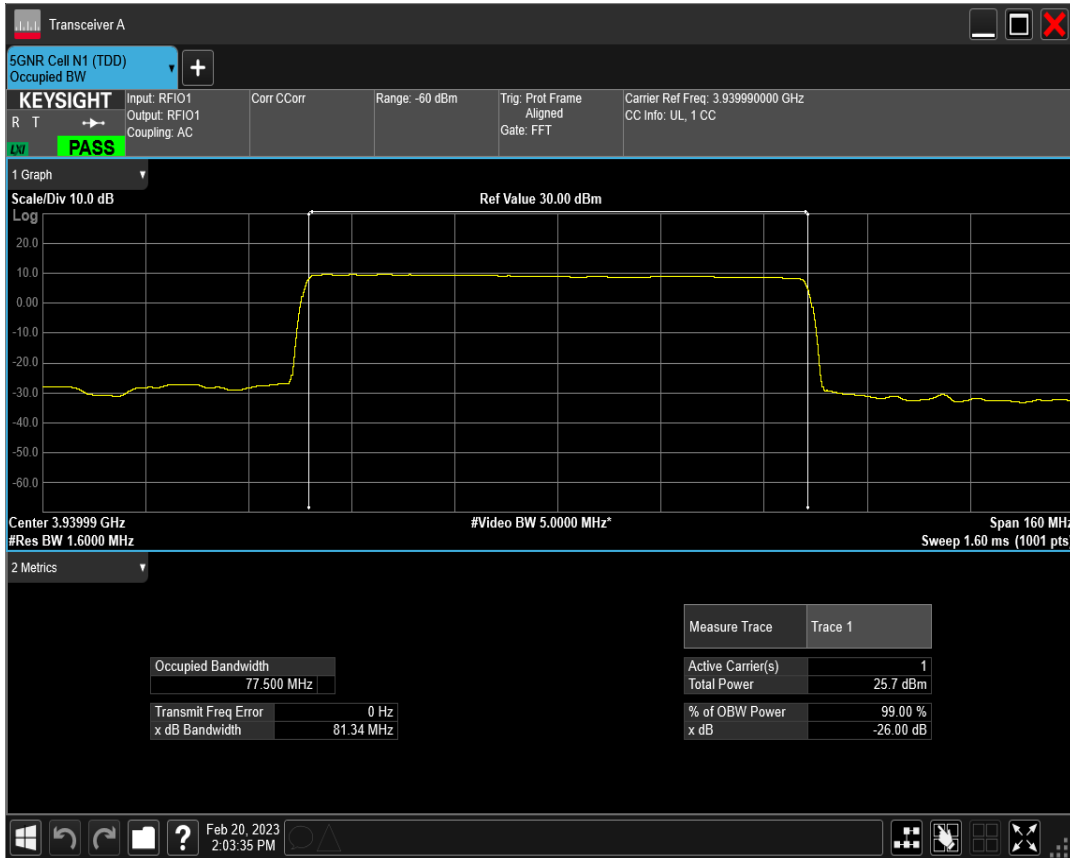 Transceiver A
5GNR Cell N1 (TDD)
Occupied BW
+
KEYSIGHT
R T
LXI
PASS
Input: RFIO1
Output: RFIO1
Coupling: AC
Corr CCorr
Range: -60 dBm
Trig: Prot Frame
Aligned
Gate: FFT
Carrier Ref Freq: 3.939990000 GHz
CC Info: UL, 1 CC
1 Graph
Scale/Div 10.0 dB
Ref Value 30.00 dBm
Log
20.0
10.0
0.00
-10.0
-20.0
-30.0
-40.0
-50.0
-60.0
Center 3.93999 GHz
#Video BW 5.0000 MHz*
Span 160 MHz
#Res BW 1.6000 MHz
Sweep 1.60 ms (1001 pts)
2 Metrics
Measure Trace Trace 1
Occupied Bandwidth
77.500 MHz
Transmit Freq Error 0 Hz
x dB Bandwidth 81.34 MHz
Active Carrier(s) 1
Total Power 25.7 dBm
% of OBW Power 99.00 %
x dB -26.00 dB
?
Feb 20, 2023
2:03:35 PM